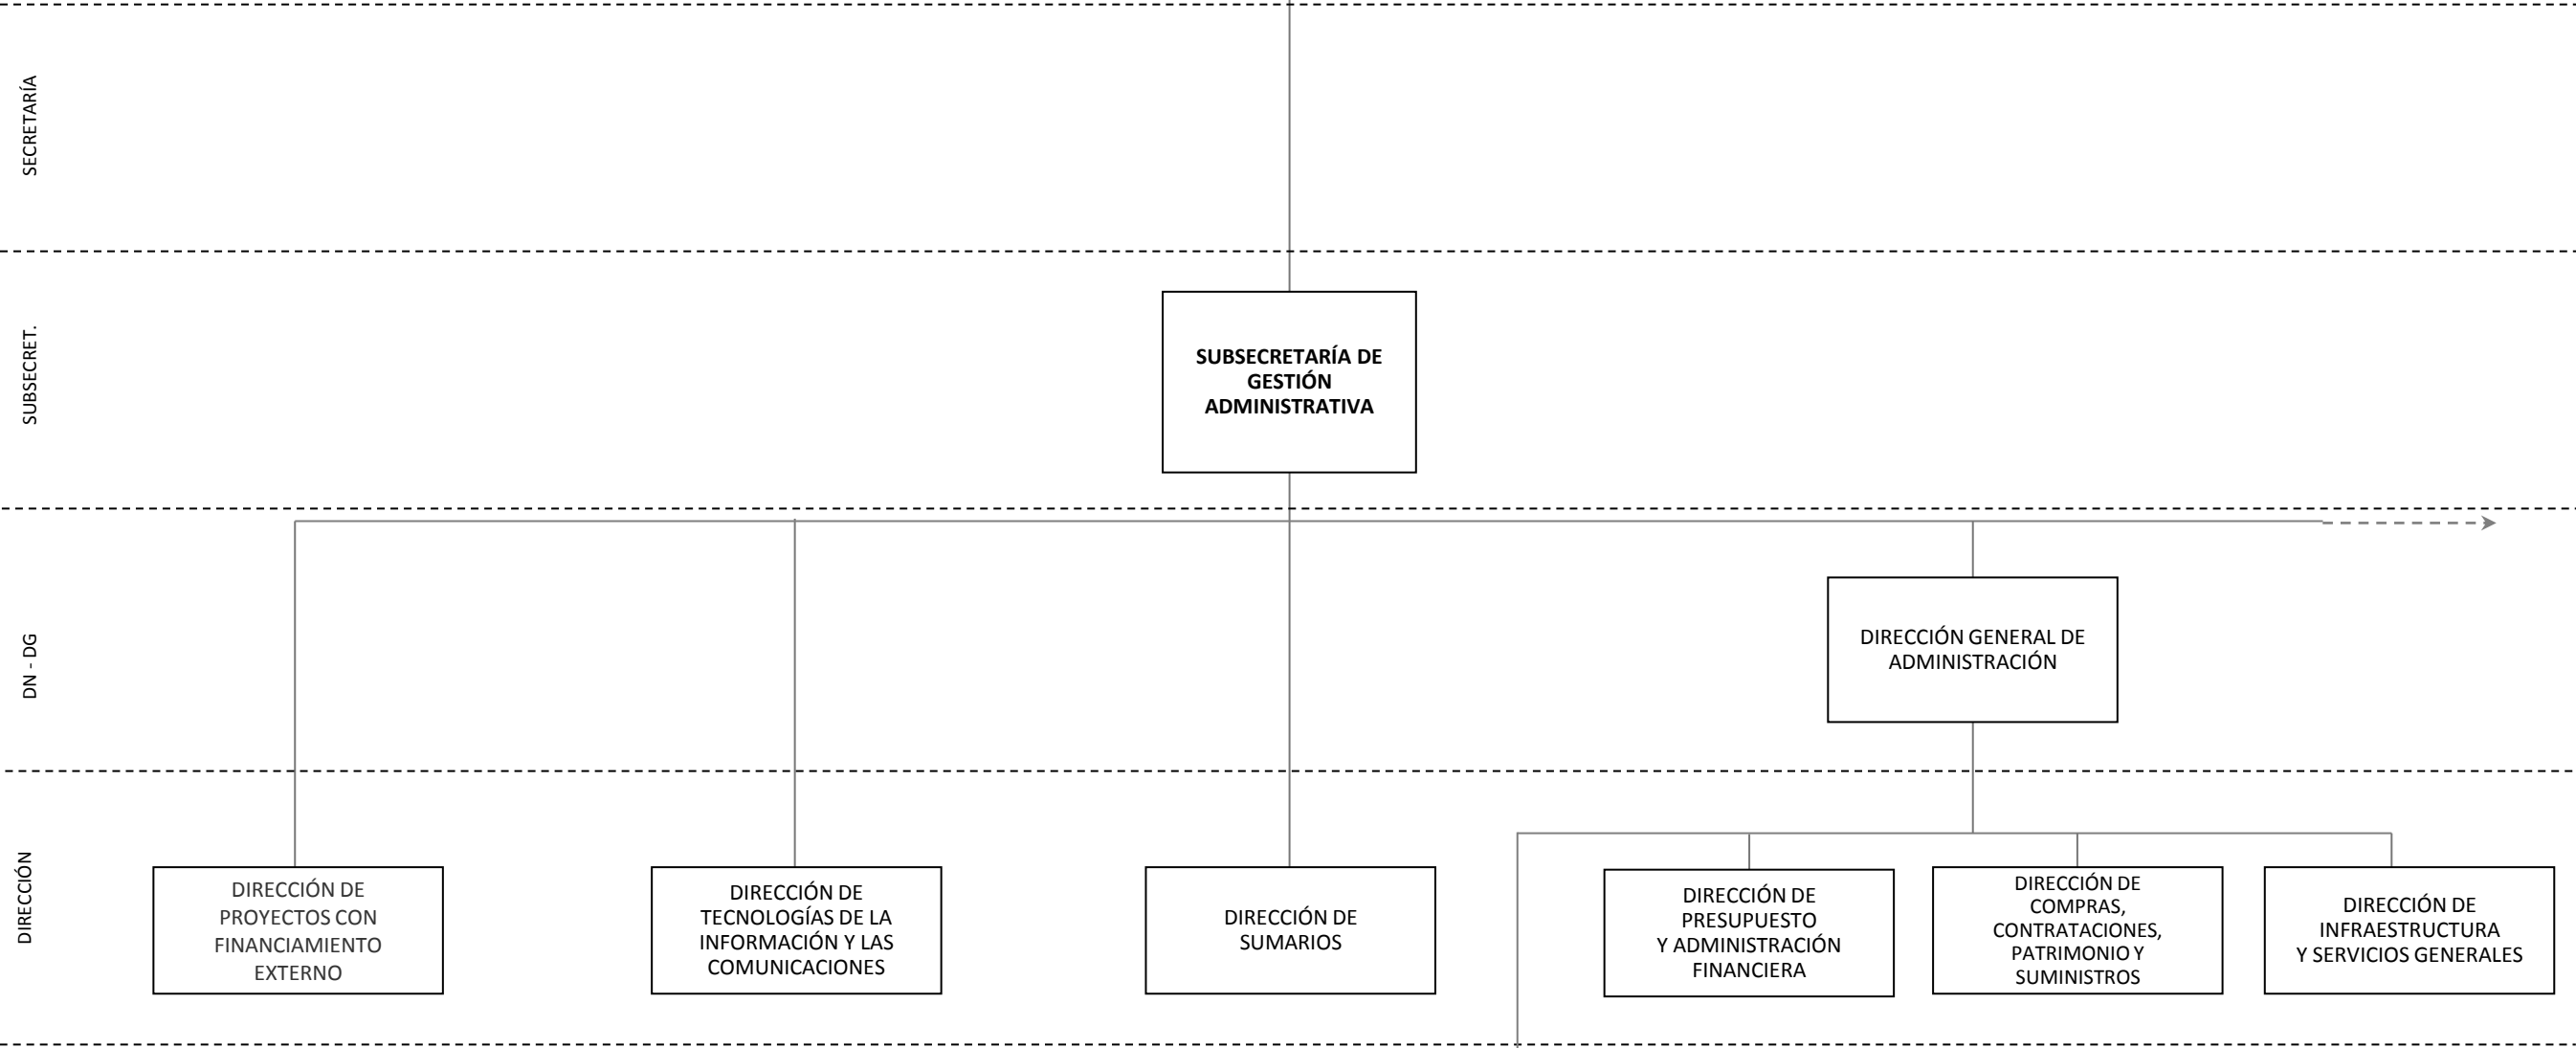 SECRETARÍA
SUBSECRET.
SUBSECRETARÍA DE
GESTIÓN
ADMINISTRATIVA
DN - DG
DIRECCIÓN GENERAL DE
ADMINISTRACIÓN
DIRECCIÓN
DIRECCIÓN DE
PROYECTOS CON
FINANCIAMIENTO
EXTERNO
DIRECCIÓN DE
TECNOLOGÍAS DE LA
INFORMACIÓN Y LAS
COMUNICACIONES
DIRECCIÓN DE
SUMARIOS
DIRECCIÓN DE
PRESUPUESTO
Y ADMINISTRACIÓN
FINANCIERA
DIRECCIÓN DE
COMPRAS,
CONTRATACIONES,
PATRIMONIO Y
SUMINISTROS
DIRECCIÓN DE
INFRAESTRUCTURA
Y SERVICIOS GENERALES